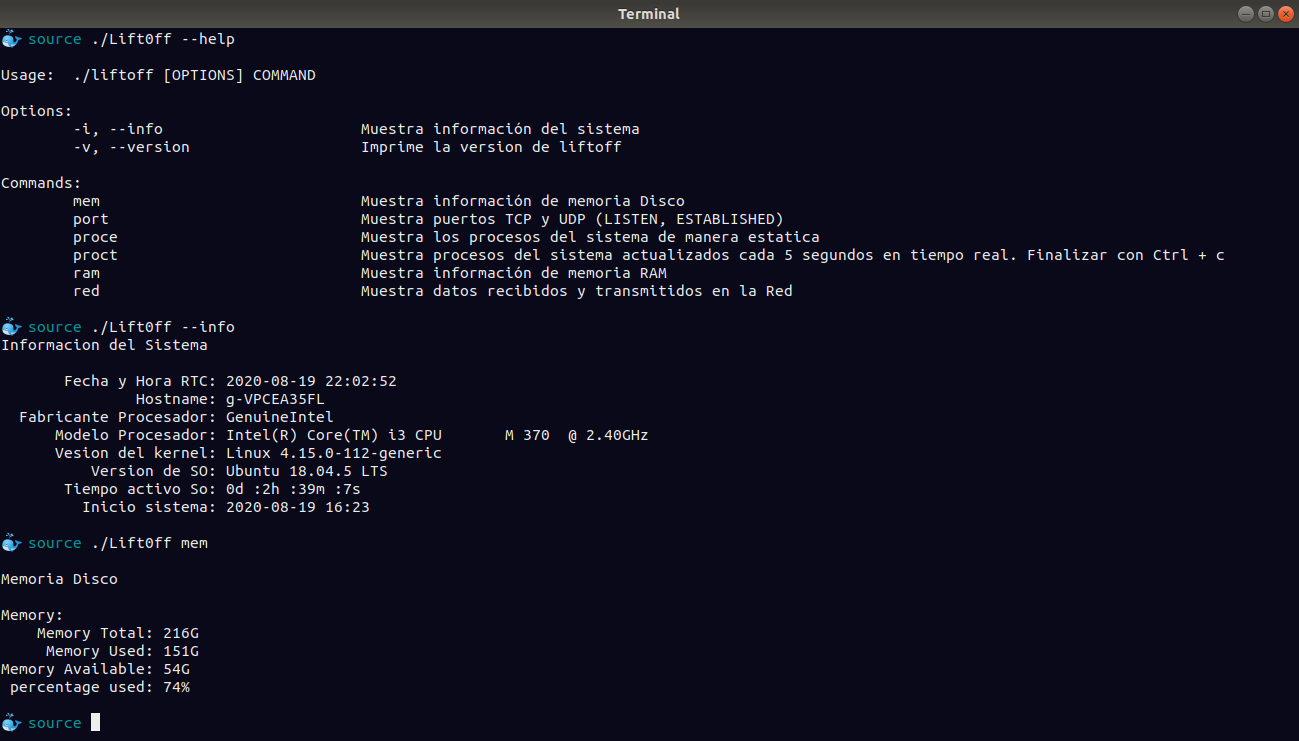 Terminal
source ./Lift0ff --help
Usage:  ./liftoff [OPTIONS] COMMAND
Options:
-i, --info Muestra información del sistema
-v, --version Imprime la version de liftoff
Commands:
mem Muestra información de memoria Disco
port Muestra puertos TCP y UDP (LISTEN, ESTABLISHED)
proce Muestra los procesos del sistema de manera estatica
proct Muestra procesos del sistema actualizados cada 5 segundos en tiempo real. Finalizar con Ctrl + c
ram Muestra información de memoria RAM
red Muestra datos recibidos y transmitidos en la Red
source ./Lift0ff --info
Informacion del Sistema
Fecha y Hora RTC: 2020-08-19 22:02:52
Hostname: g-VPCEA35FL
Fabricante Procesador: GenuineIntel
Modelo Procesador: Intel(R) Core(TM) i3 CPU       M 370  @ 2.40GHz
Vesion del kernel: Linux 4.15.0-112-generic
Version de SO: Ubuntu 18.04.5 LTS
Tiempo activo So: 0d :2h :39m :7s
Inicio sistema: 2020-08-19 16:23
source ./Lift0ff mem
Memoria Disco
Memory:
Memory Total: 216G
Memory Used: 151G
Memory Available: 54G
percentage used: 74%
source